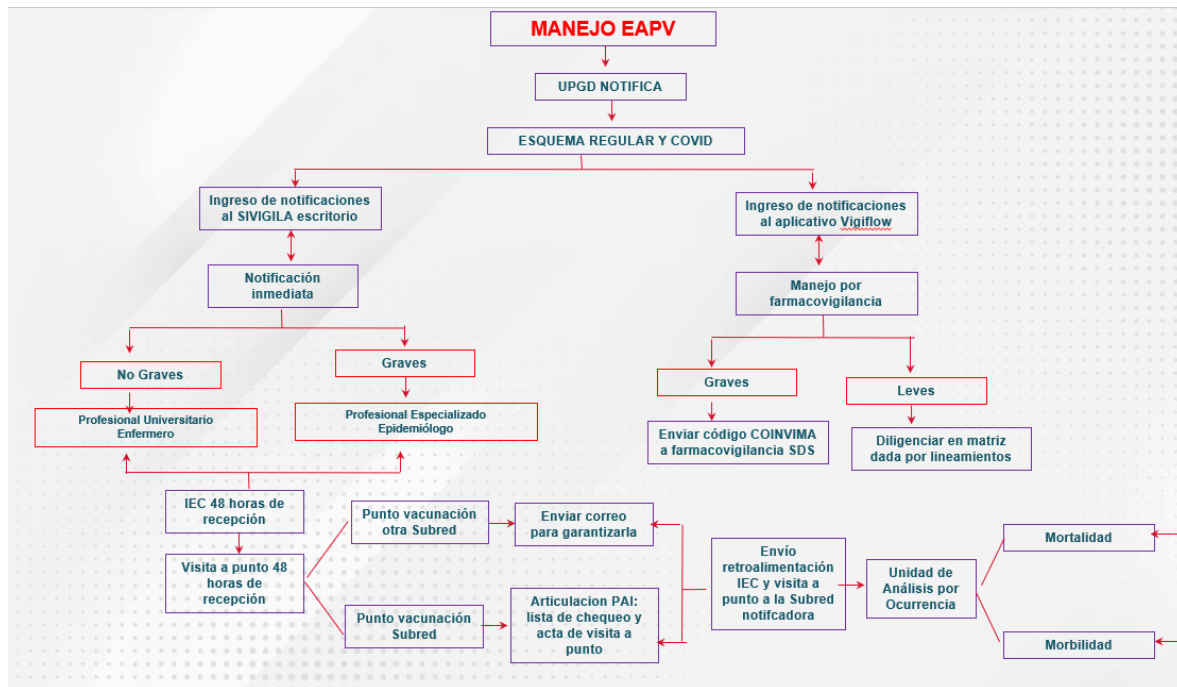 MANEJO EAPV
UPGD NOTIFICA
ESQUEMA REGULAR Y COVID
Ingreso de notificaciones
al SIVIGILA escritorio
Ingreso de notificaciones
al aplicativo Vigiflow
Notificación
inmediata
Manejo por
farmacovigilancia
No Graves
Graves
Graves
Leves
Profesional Universitario
Enfermero
Profesional Especializado
Epidemiólogo
Enviar código COINVIMA
a farmacovigilancia SDS
Diligenciar en matriz
dada por lineamientos
IEC 48 horas de
recepción
Visita a punto 48
horas de
recepción
Punto vacunación
otra Subred
Enviar correo
para garantizarla
Punto vacunación
Subred
Articulacion PAI:
lista de chequeo y
acta de visita a
punto
Envío
retroalimentación
IEC y visita a
punto a la Subred
notifcadora
Unidad de
Análisis por
Ocurrencia
Mortalidad
Morbilidad